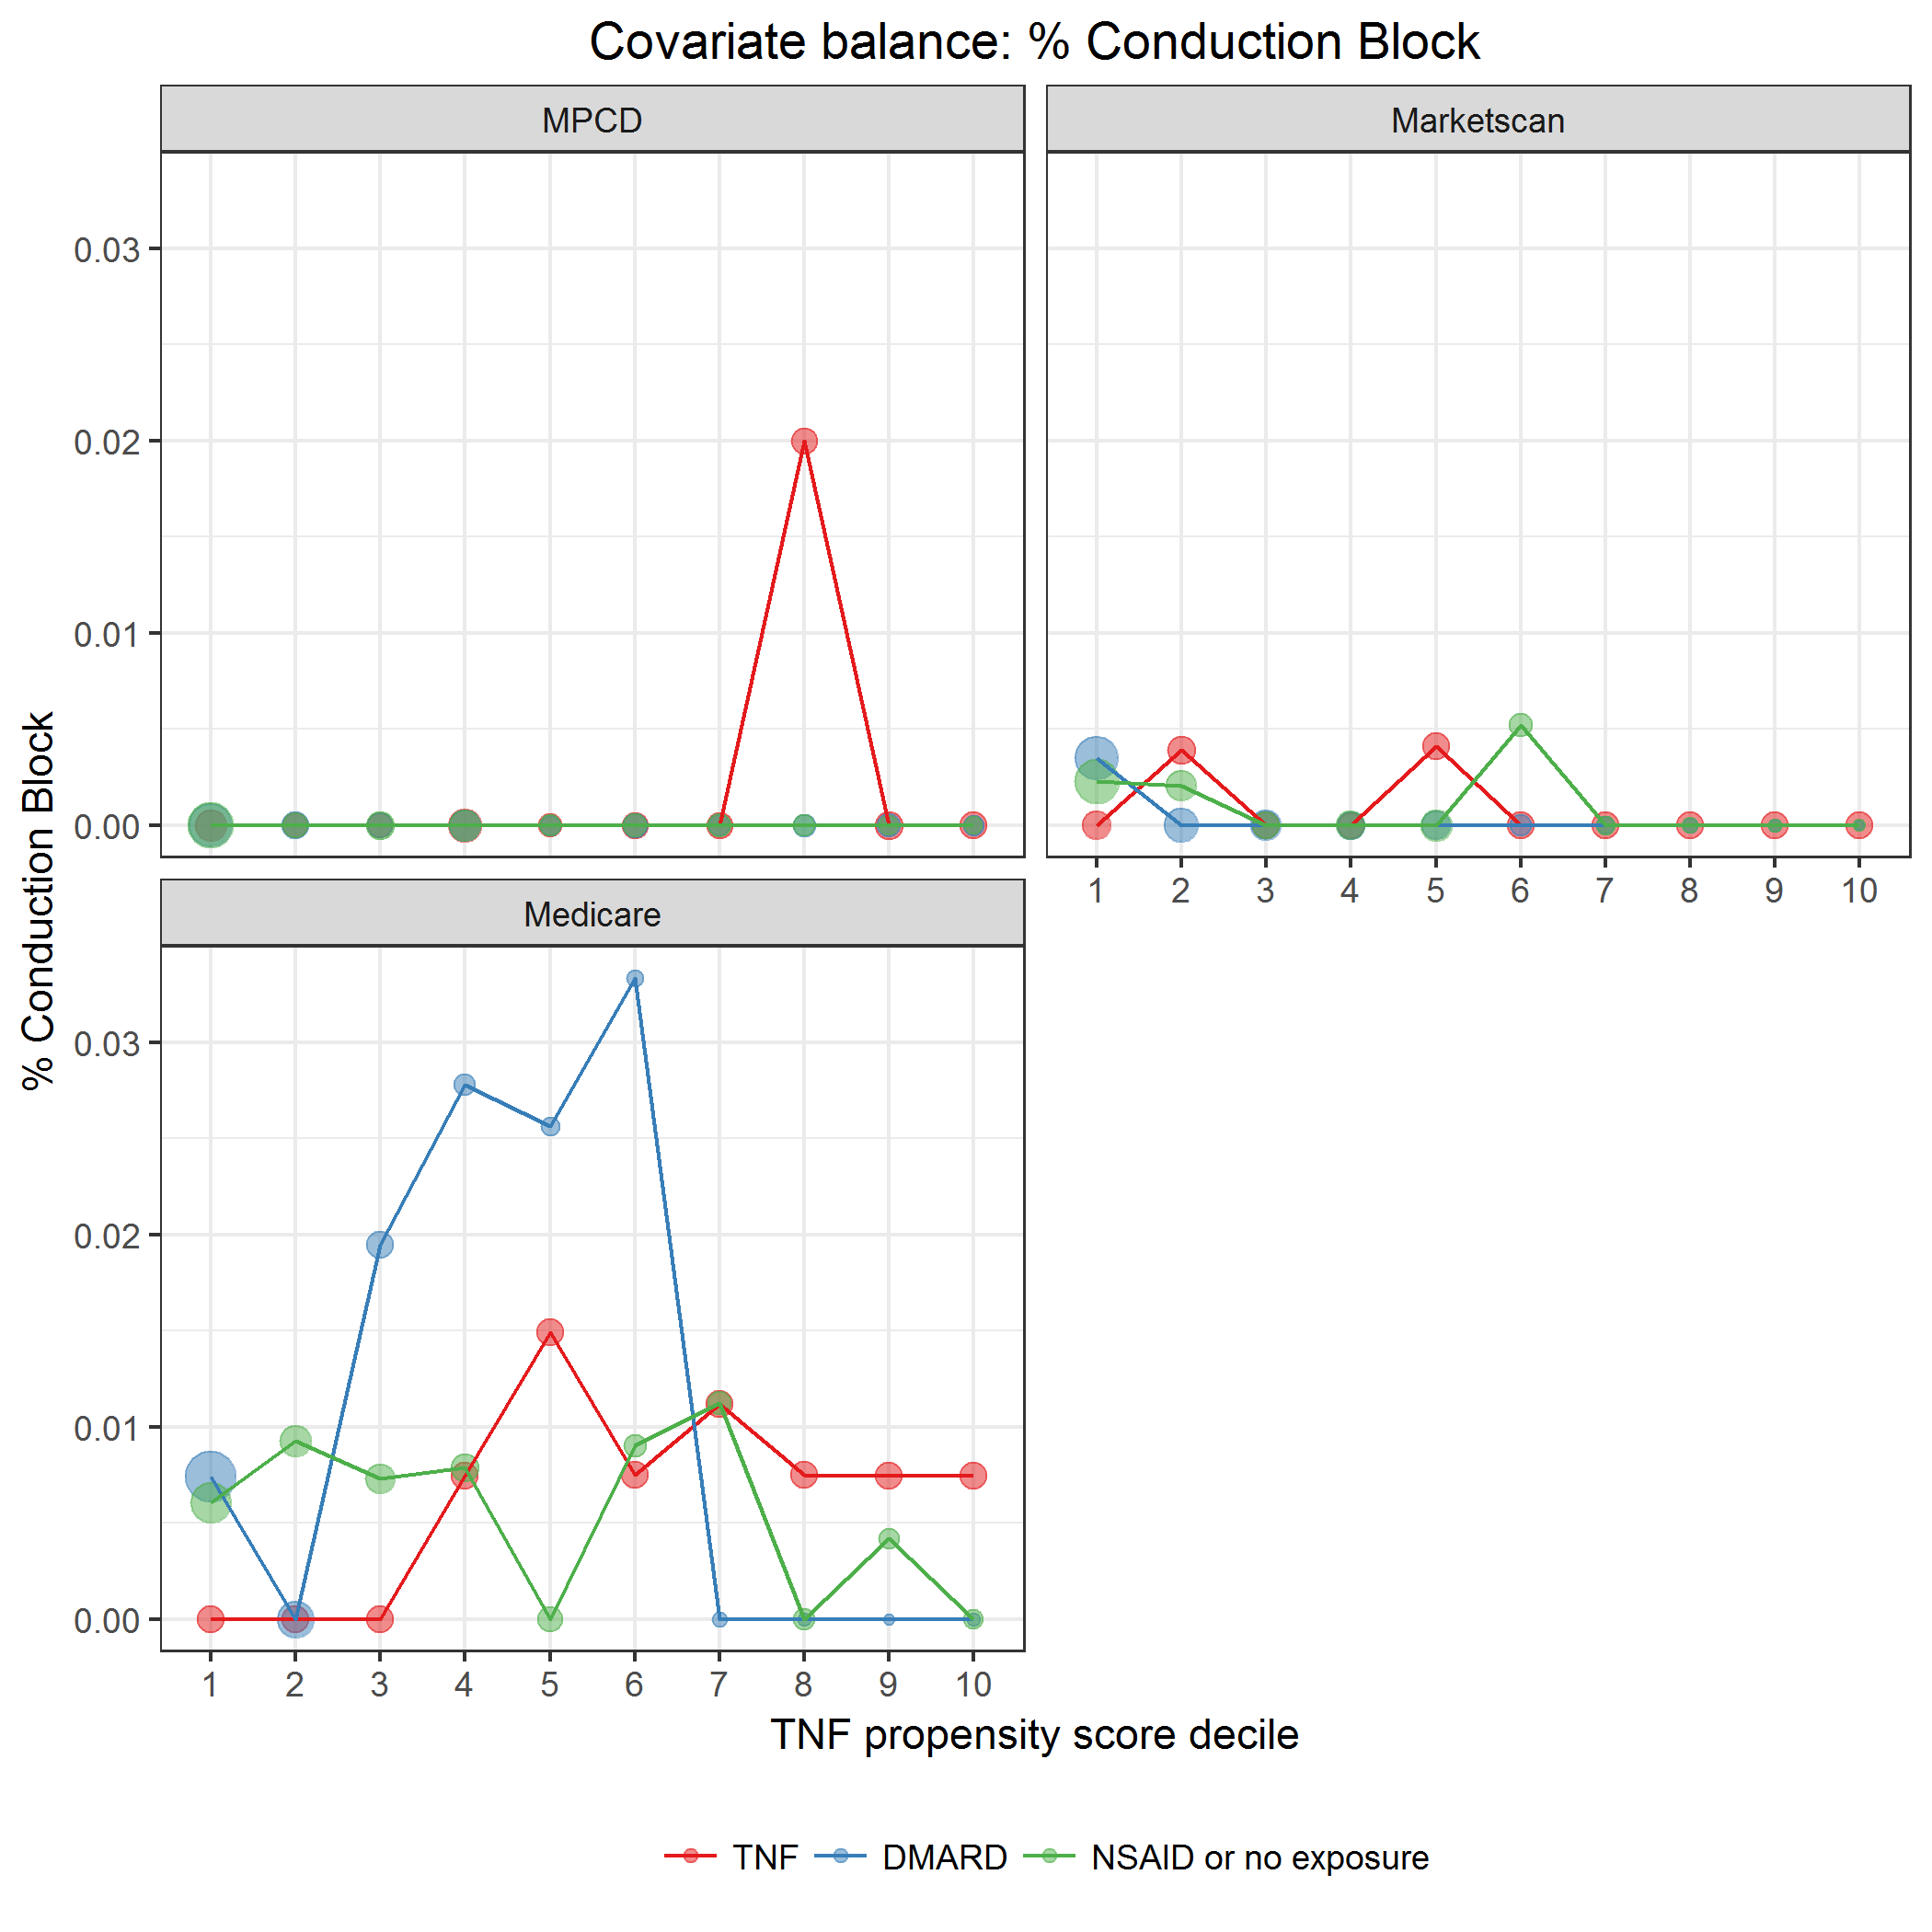 Covariate balance: % Conduction Block
MPCD
Marketscan
0.03
0.02
0.01
0.00
1 2 3 4 5 6 7 8 9 10
Medicare
0.03
0.02
0.01
0.00
1 2 3 4 5 6 7 8 9 10
% Conduction Block
TNF propensity score decile
TNF DMARD NSAID or no exposure